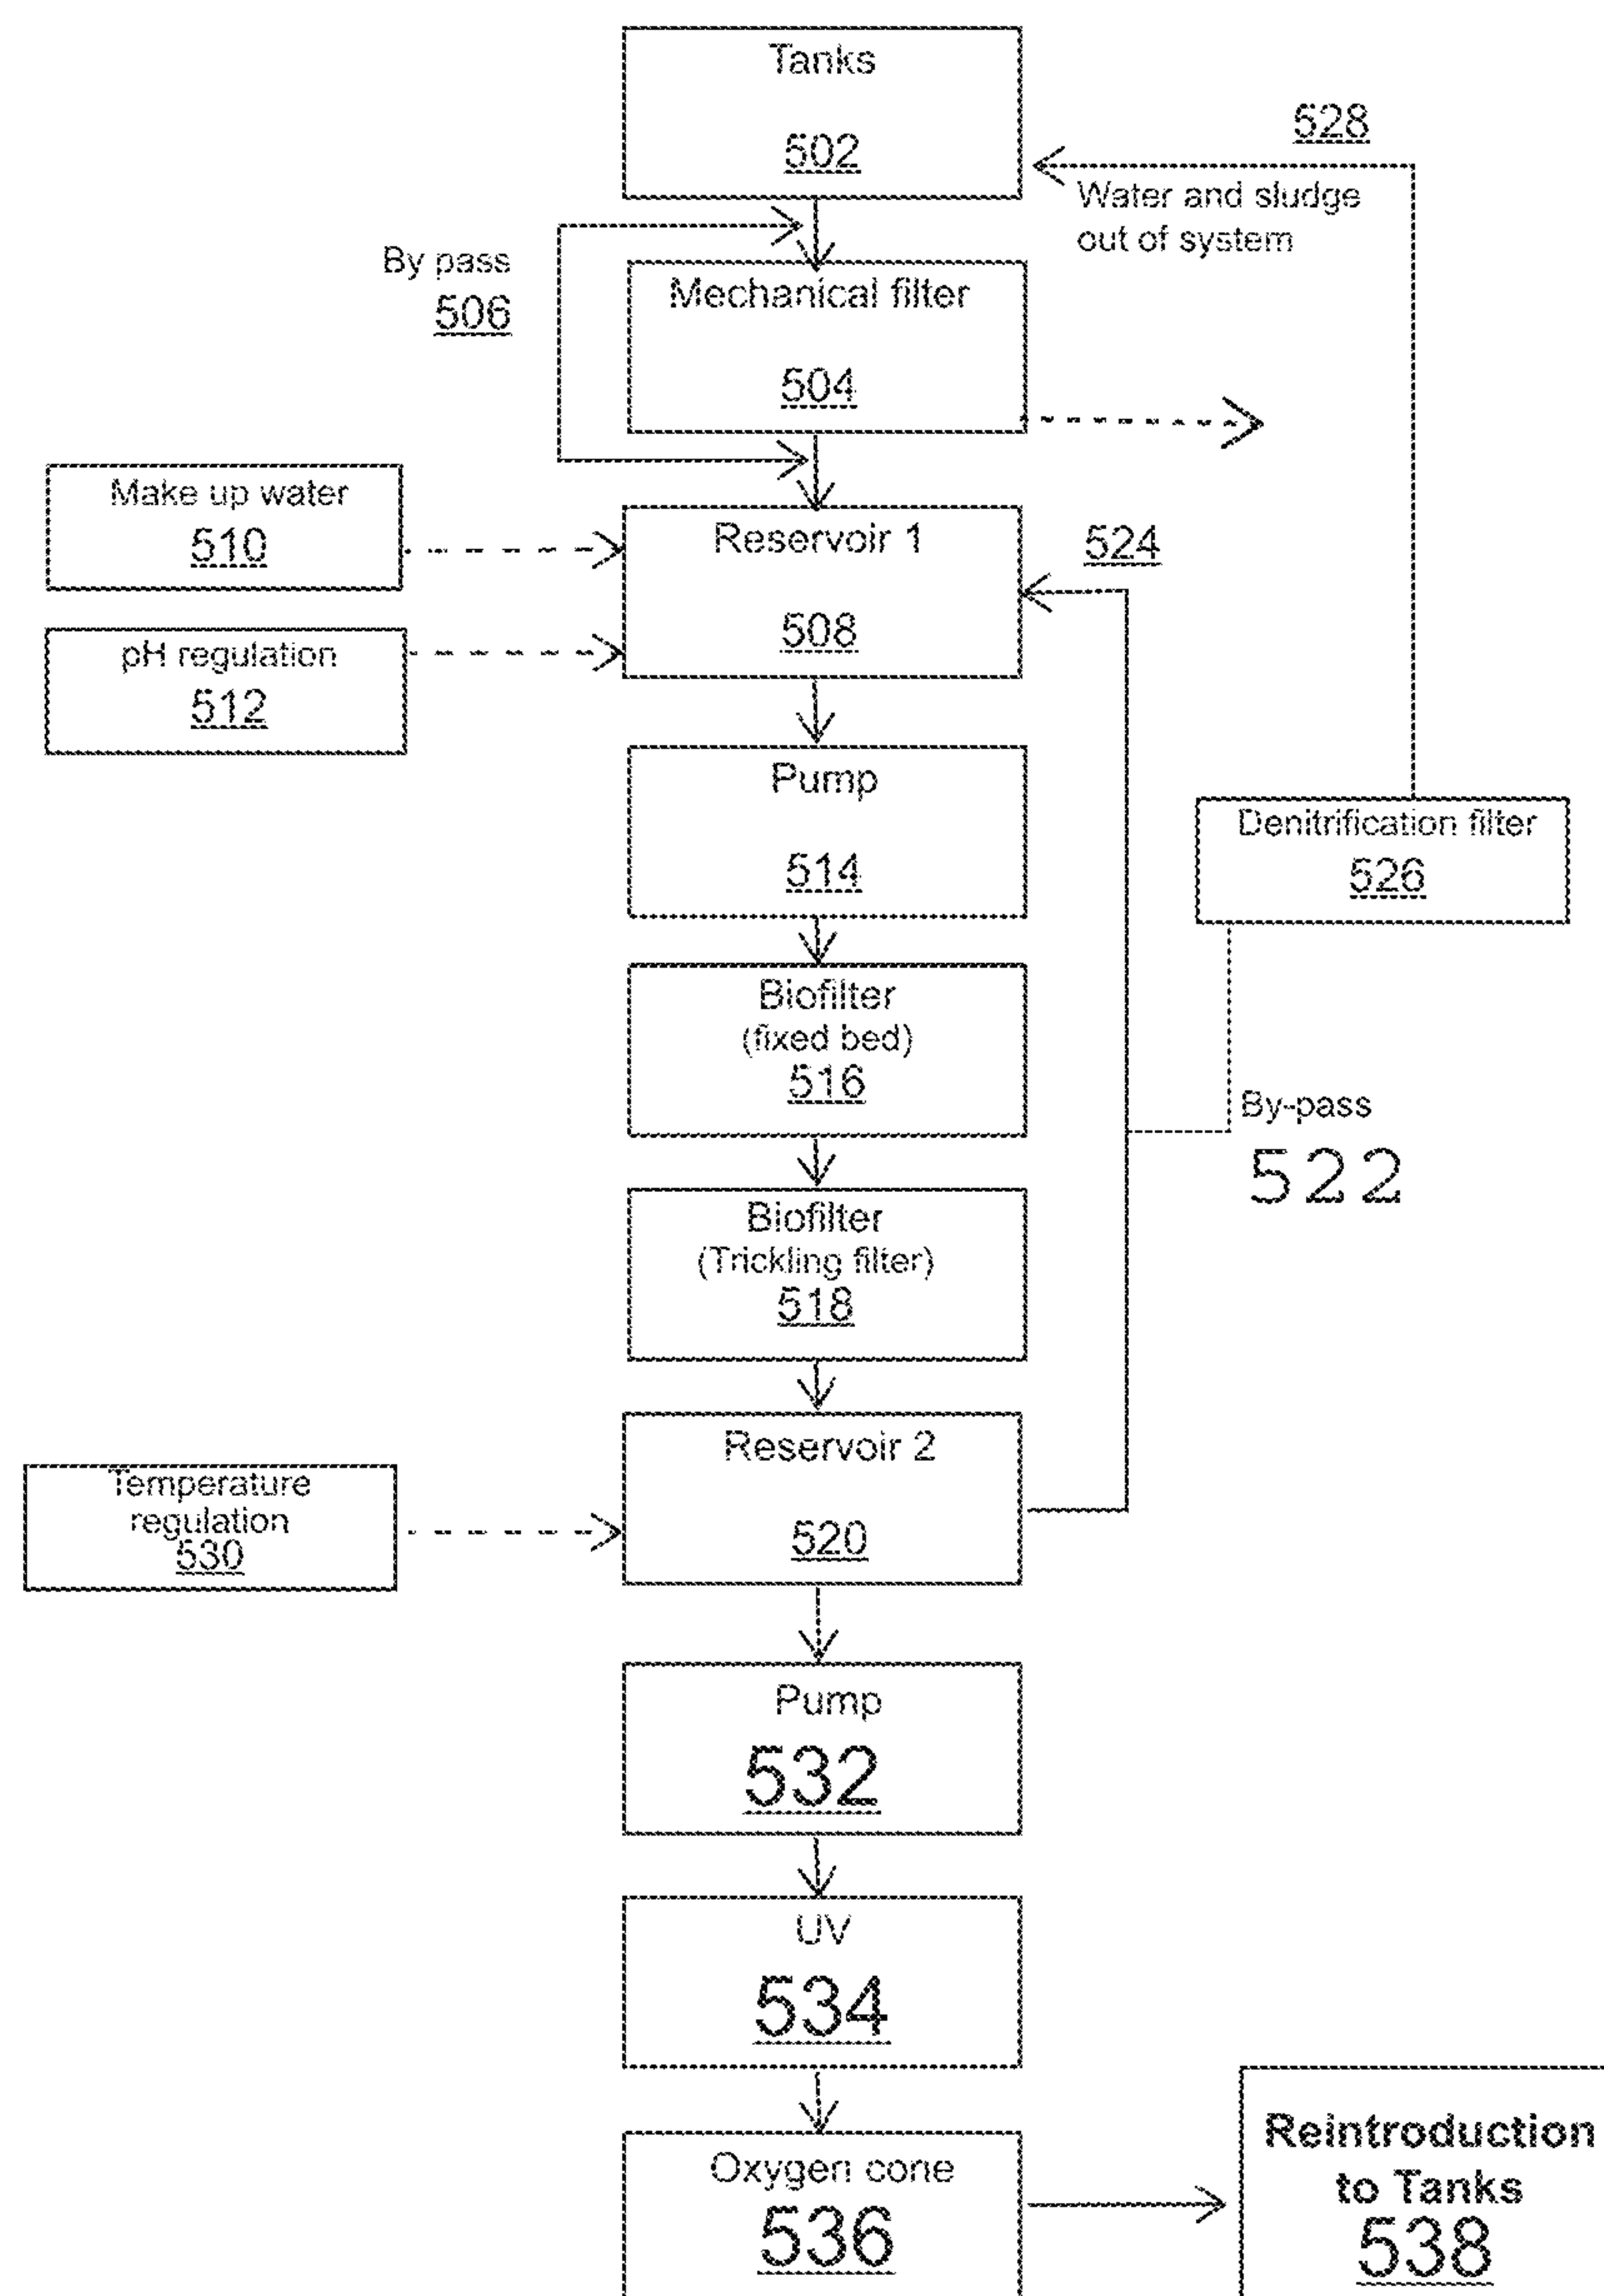 Tanks
502
528
Water and sludge
out of system
By pass
506
Mechanical filter
504
Make up water
510
Reservoir 1
508
524
pH regulation
512
Pump
514
Denitrification filter
526
Biofilter
(fixed bed)
516
By-pass
522
Biofilter
(Trickling filter)
518
Reservoir 2
520
Temperature
regulation
530
Pump
532
UV
534
Oxygen cone
536
Reintroduction
to Tanks
538